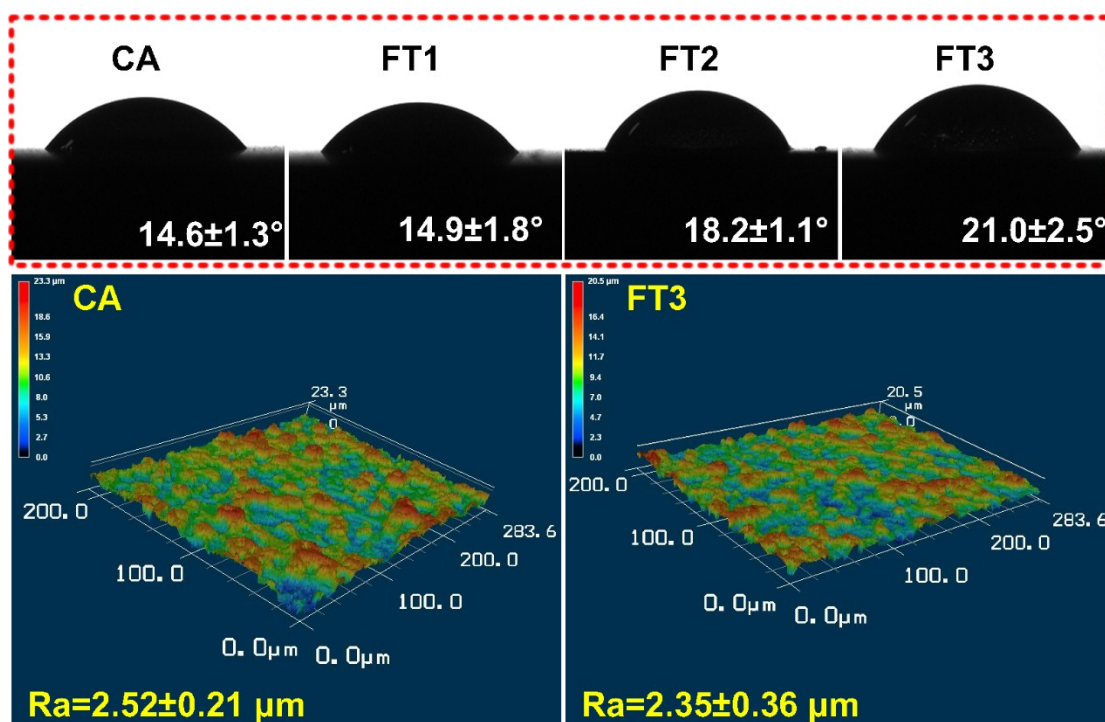 CA
FT1
FT2
FT3
14.6±1.3°
14.9±1.8°
18.2±1.1°
21.0±2.5°
CA
23.3 µm
18.6
15.9
13.3
10.6
8.0
5.3
2.7
0.0
23.3
µm
0
200.0
283.6
200.0
100.0
100.0
0.0µm
0.0µm
Ra=2.52±0.21 µm
FT3
20.5 µm
16.4
14.1
11.7
9.4
7.0
4.7
2.3
0.0
20.5
µm
200.0
283.6
200.0
100.0
100.0
0.0µm
0.0µm
Ra=2.35±0.36 µm